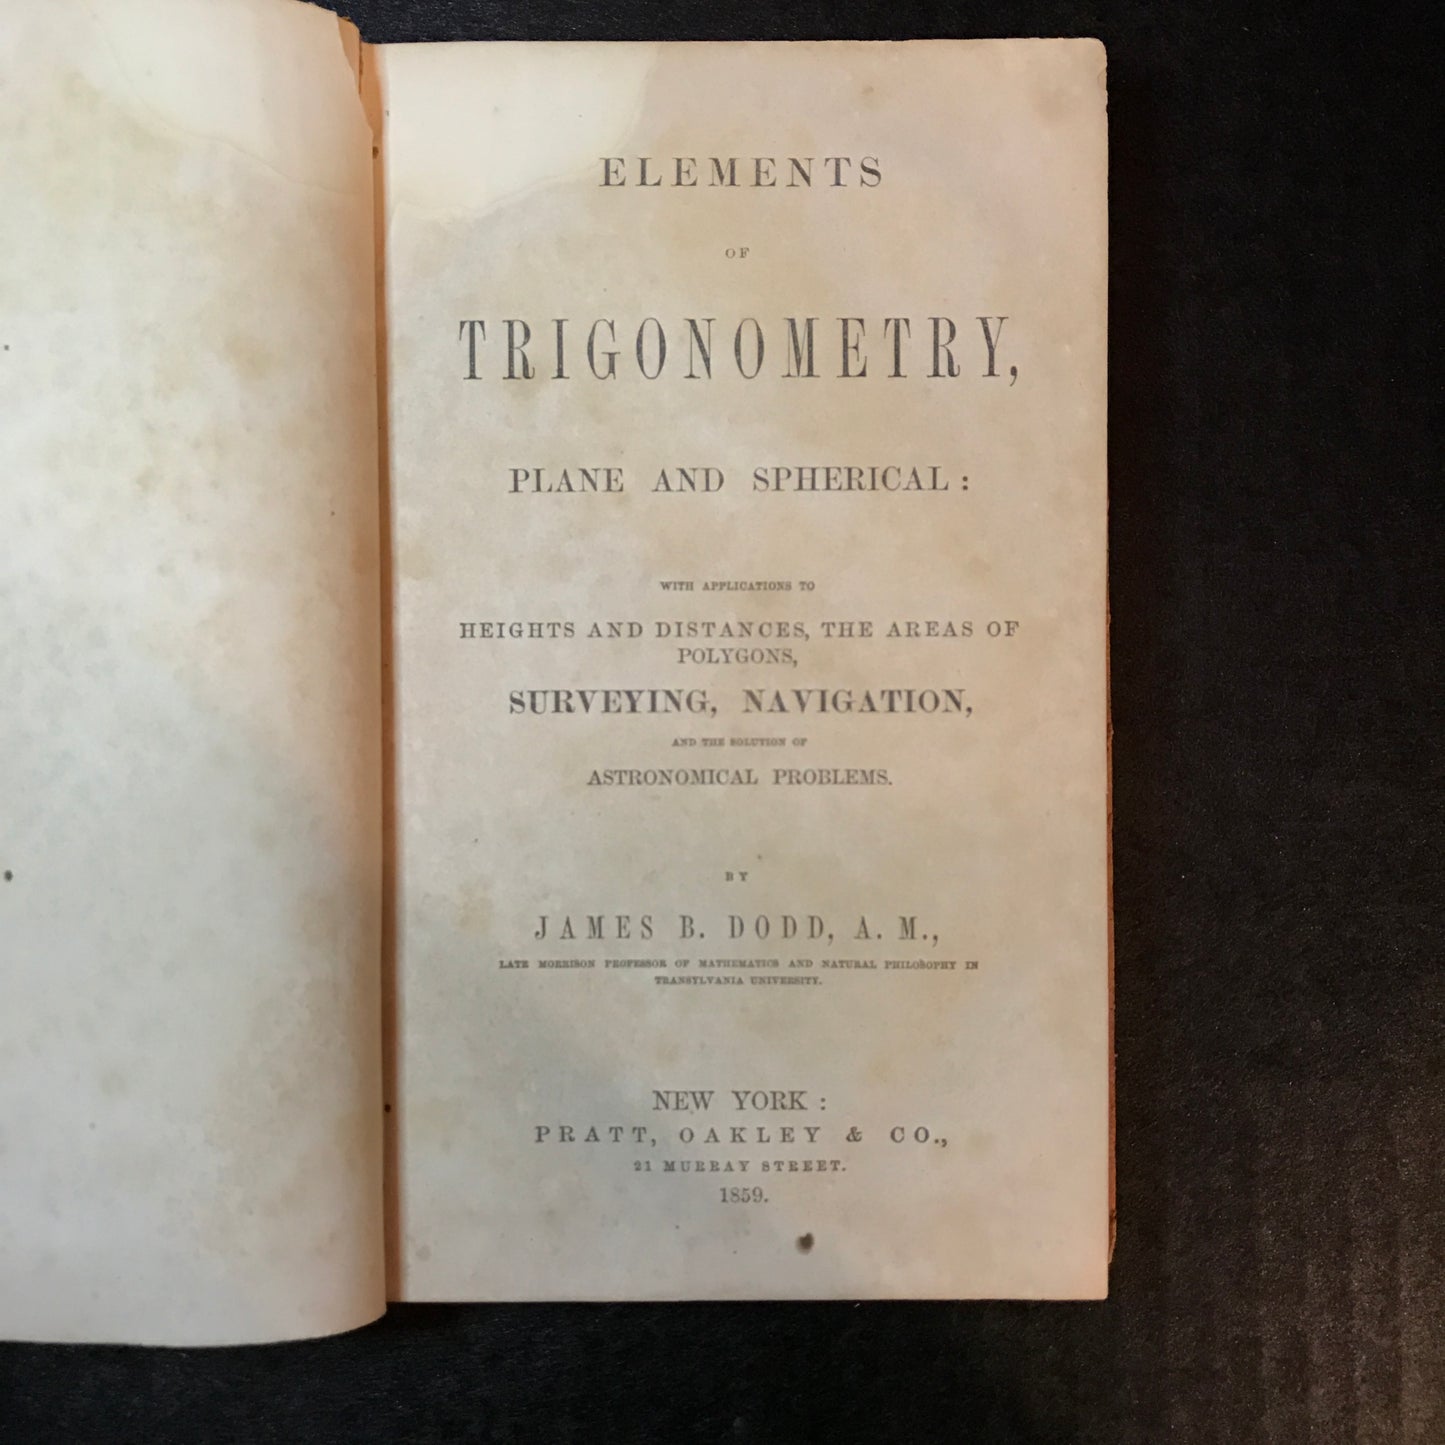 ELEMENTS
OF
TRIGONOMETRY,
PLANE AND SPHERICAL:
WITH APPLICATIONS TO
HEIGHTS AND DISTANCES, THE AREAS OF
POLYGONS,
SURVEYING, NAVIGATION,
AND THE SOLUTION OF
ASTRONOMICAL PROBLEMS.
BY
JAMES B. DODD, A. M.,
LATE MORRISON PROFESSOR OF MATHEMATICS AND NATURAL PHILOSOPHY IN
TRANSYLVANIA UNIVERSITY.
NEW YORK:
PRATT, OAKLEY & CO.,
21 MURRAY STREET.
1859.